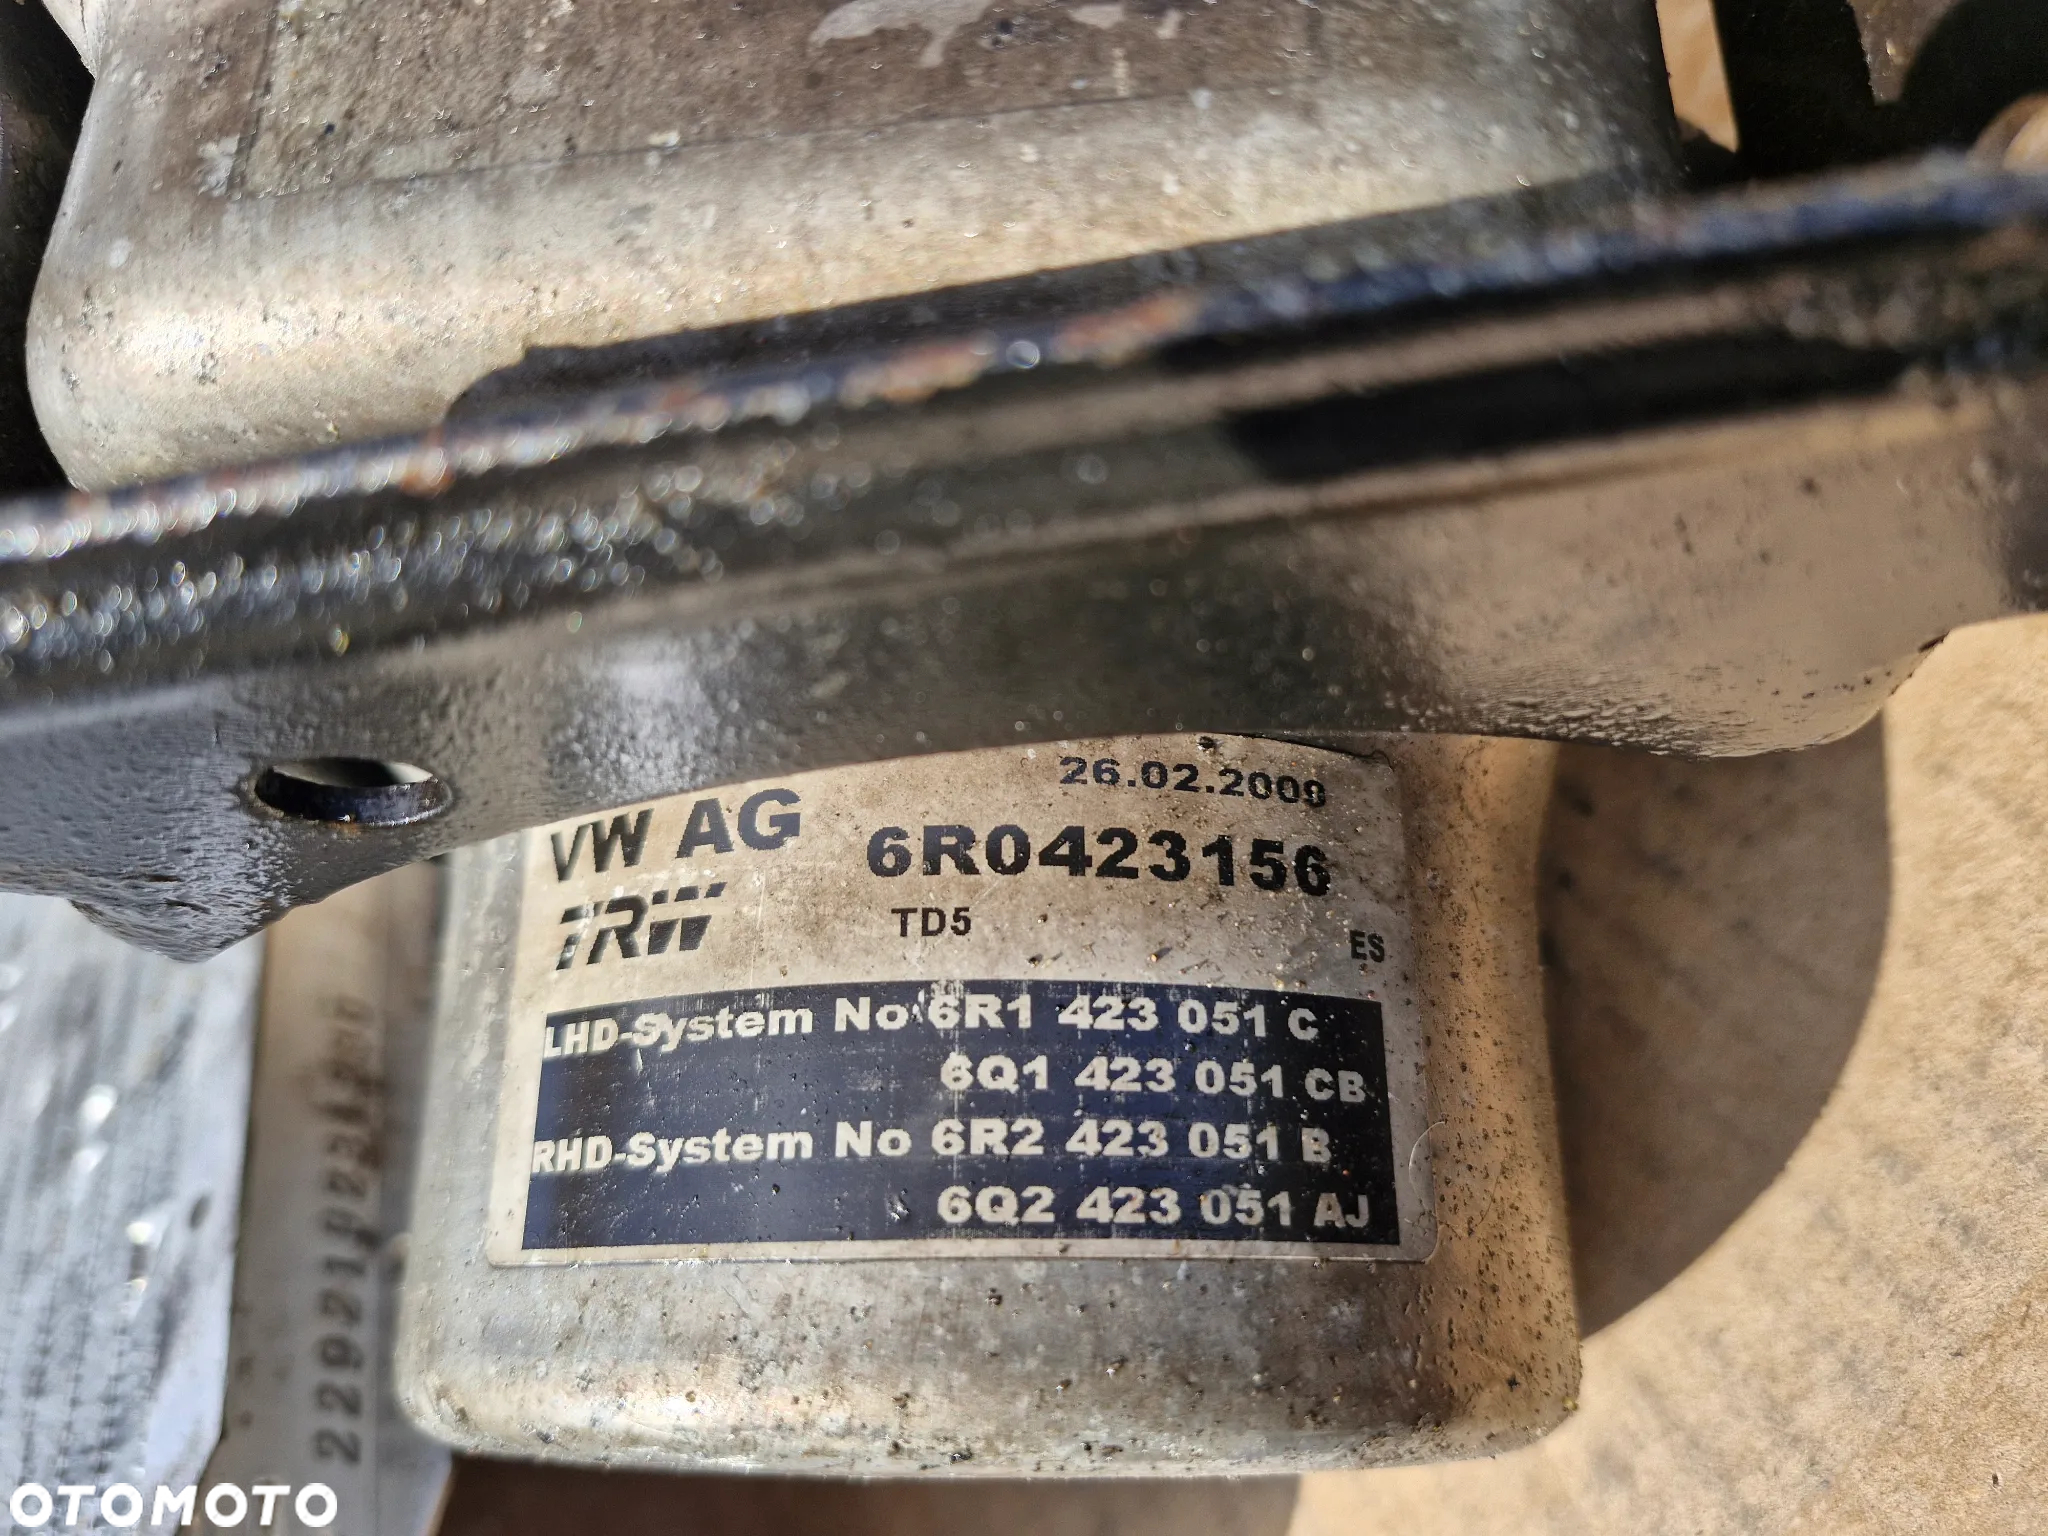 26.02.2009
VW AG 6R0423156
TRW TD5 ES
LHD-System No 6R1 423 051 C
6Q1 423 051 CB
RHD-System No 6R2 423 051 B
6Q2 423 051 AJ
OTOMOTO